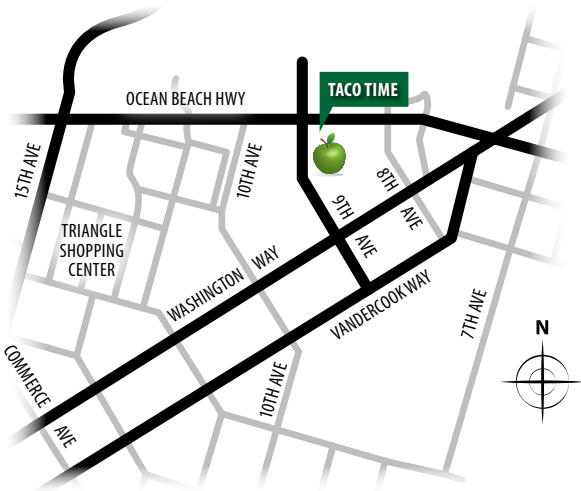 TACO TIME
OCEAN BEACH HWY
15TH AVE
10TH AVE
8TH AVE
9TH AVE
TRIANGLE
SHOPPING
CENTER
WASHINGTON WAY
VANDERCOOK WAY
7TH AVE
N
COMMERCE AVE
10TH AVE